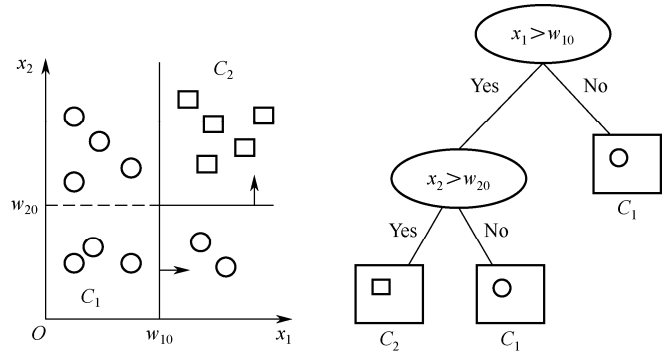 x₂
C₂
w₂₀
C₁
O
w₁₀
x₁
x₁>w₁₀
Yes
No
x₂>w₂₀
C₁
Yes
No
C₂
C₁